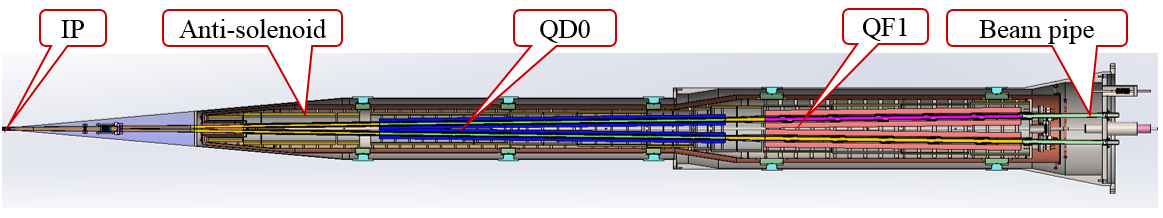 IP
Anti-solenoid
QD0
QF1
Beam pipe